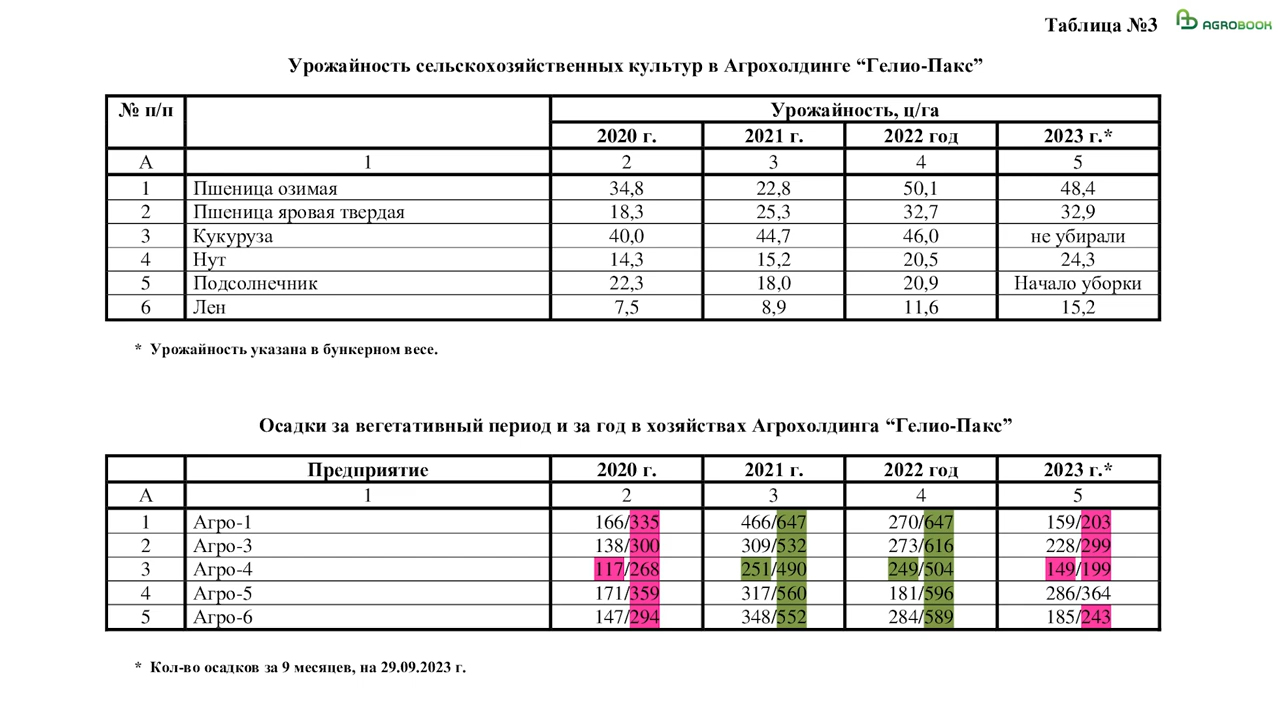 Таблица №3
AGROBOOK
Урожайность сельскохозяйственных культур в Агрохолдинге “Гелио-Пакс”
№ п/п Урожайность, ц/га
2020 г. 2021 г. 2022 год 2023 г.*
А 1 2 3 4 5
1 Пшеница озимая 34,8 22,8 50,1 48,4
2 Пшеница яровая твердая 18,3 25,3 32,7 32,9
3 Кукуруза 40,0 44,7 46,0 не убирали
4 Нут 14,3 15,2 20,5 24,3
5 Подсолнечник 22,3 18,0 20,9 Начало уборки
6 Лен 7,5 8,9 11,6 15,2
* Урожайность указана в бункерном весе.
Осадки за вегетативный период и за год в хозяйствах Агрохолдинга “Гелио-Пакс”
Предприятие 2020 г. 2021 г. 2022 год 2023 г.*
А 1 2 3 4 5
1 Агро-1 166/335 466/647 270/647 159/203
2 Агро-3 138/300 309/532 273/616 228/299
3 Агро-4 117/268 251/490 249/504 149/199
4 Агро-5 171/359 317/560 181/596 286/364
5 Агро-6 147/294 348/552 284/589 185/243
* Кол-во осадков за 9 месяцев, на 29.09.2023 г.